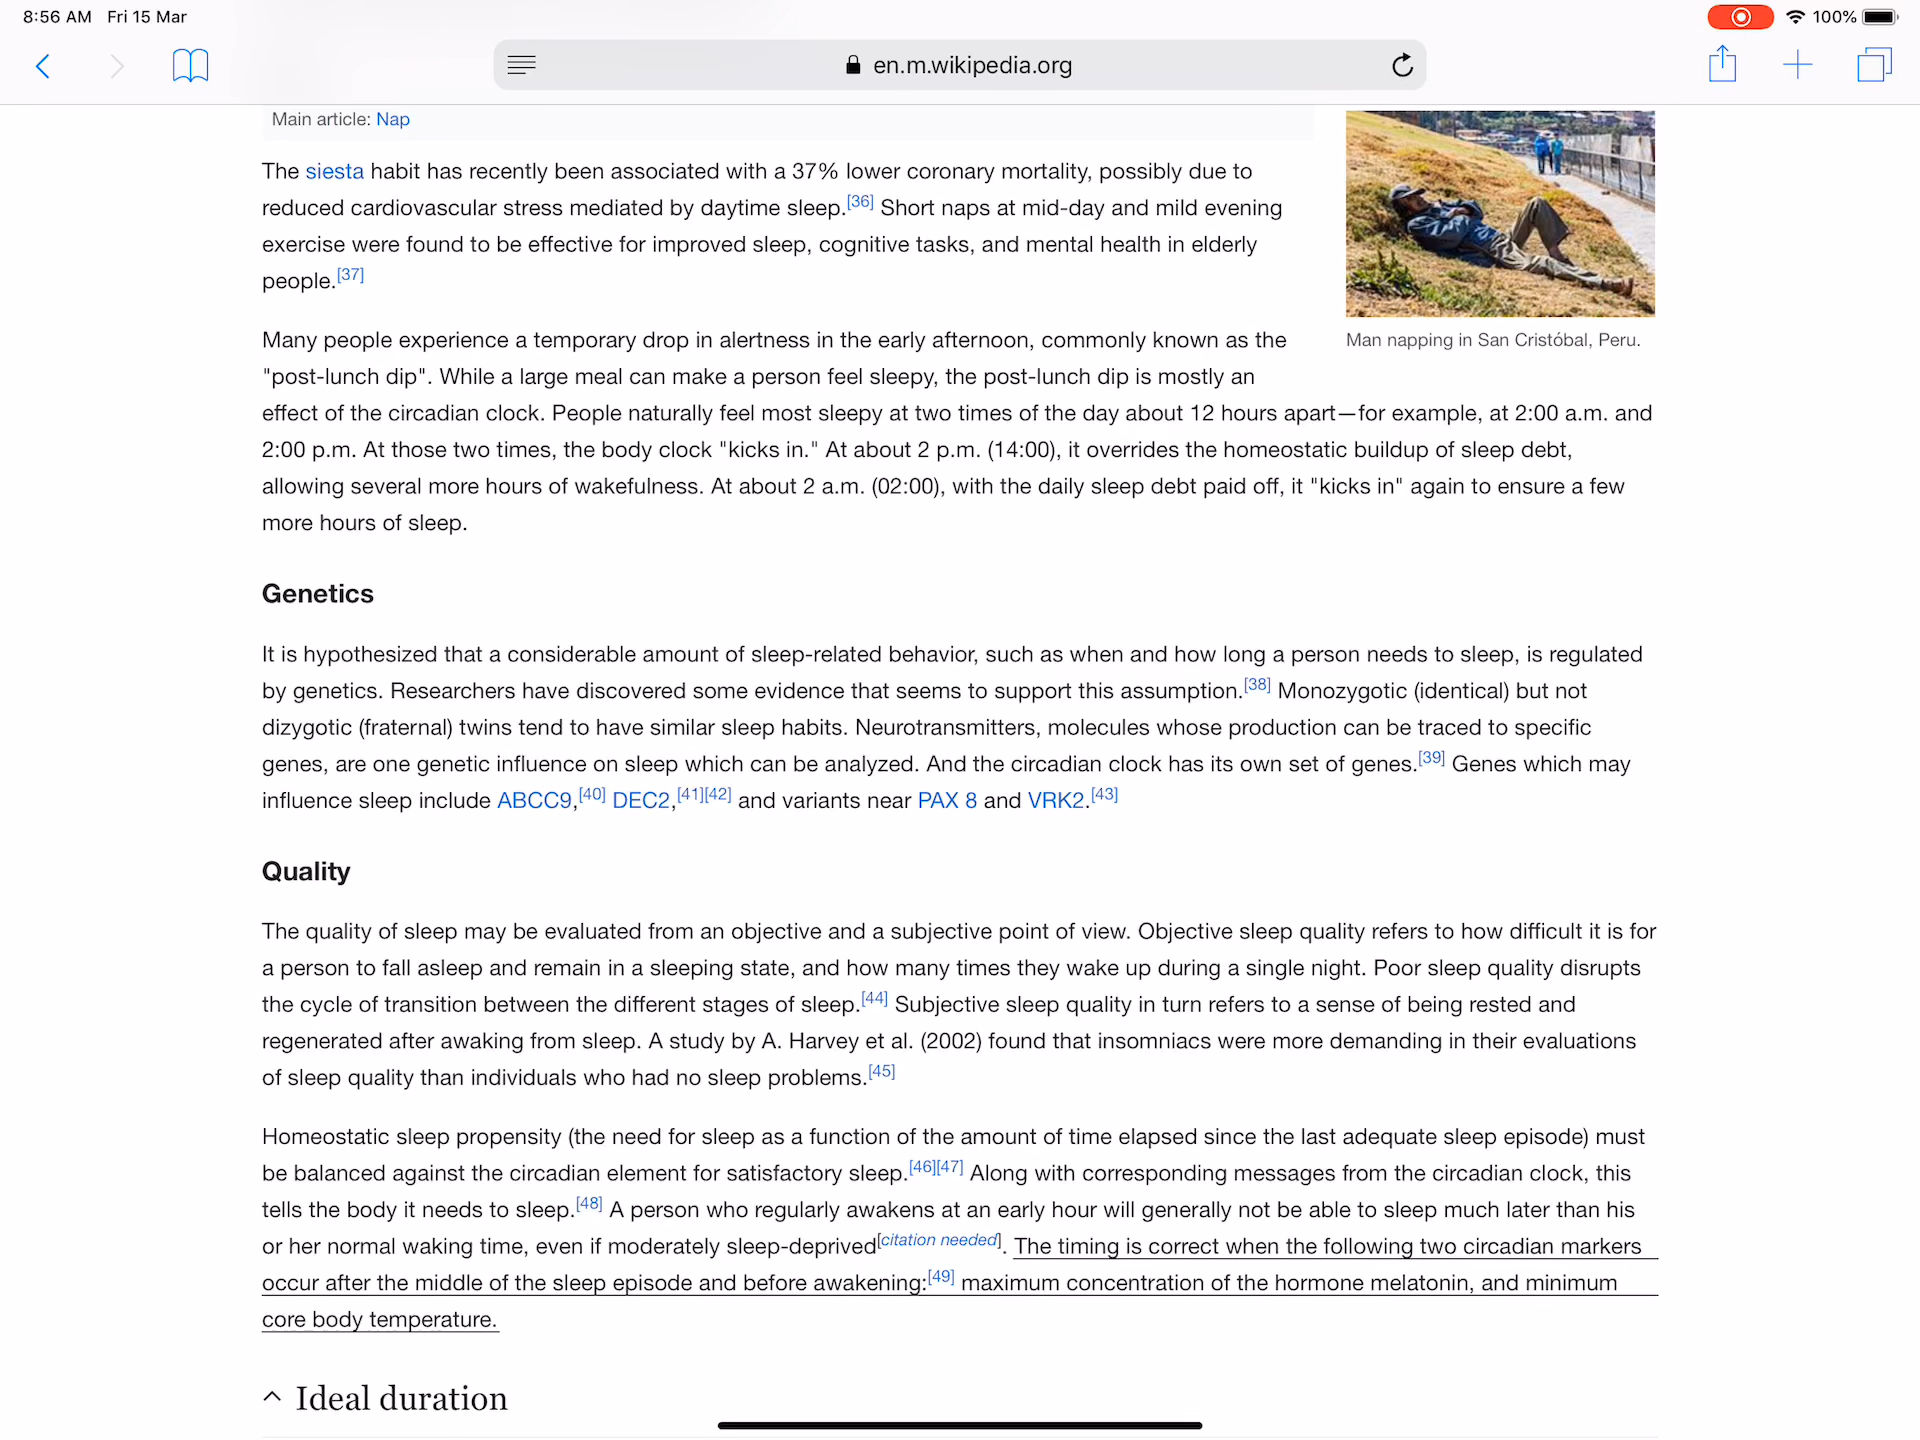 8:56 AM Fri 15 Mar
100%
en.m.wikipedia.org
Main article: Nap
The siesta habit has recently been associated with a 37% lower coronary mortality, possibly due to
reduced cardiovascular stress mediated by daytime sleep.[36] Short naps at mid-day and mild evening
exercise were found to be effective for improved sleep, cognitive tasks, and mental health in elderly
people.[37]
Man napping in San Cristóbal, Peru.
Many people experience a temporary drop in alertness in the early afternoon, commonly known as the
"post-lunch dip". While a large meal can make a person feel sleepy, the post-lunch dip is mostly an
effect of the circadian clock. People naturally feel most sleepy at two times of the day about 12 hours apart—for example, at 2:00 a.m. and
2:00 p.m. At those two times, the body clock "kicks in." At about 2 p.m. (14:00), it overrides the homeostatic buildup of sleep debt,
allowing several more hours of wakefulness. At about 2 a.m. (02:00), with the daily sleep debt paid off, it "kicks in" again to ensure a few
more hours of sleep.
Genetics
It is hypothesized that a considerable amount of sleep-related behavior, such as when and how long a person needs to sleep, is regulated
by genetics. Researchers have discovered some evidence that seems to support this assumption.[38] Monozygotic (identical) but not
dizygotic (fraternal) twins tend to have similar sleep habits. Neurotransmitters, molecules whose production can be traced to specific
genes, are one genetic influence on sleep which can be analyzed. And the circadian clock has its own set of genes.[39] Genes which may
influence sleep include ABCC9,[40] DEC2,[41][42] and variants near PAX 8 and VRK2.[43]
Quality
The quality of sleep may be evaluated from an objective and a subjective point of view. Objective sleep quality refers to how difficult it is for
a person to fall asleep and remain in a sleeping state, and how many times they wake up during a single night. Poor sleep quality disrupts
the cycle of transition between the different stages of sleep.[44] Subjective sleep quality in turn refers to a sense of being rested and
regenerated after awaking from sleep. A study by A. Harvey et al. (2002) found that insomniacs were more demanding in their evaluations
of sleep quality than individuals who had no sleep problems.[45]
Homeostatic sleep propensity (the need for sleep as a function of the amount of time elapsed since the last adequate sleep episode) must
be balanced against the circadian element for satisfactory sleep.[46][47] Along with corresponding messages from the circadian clock, this
tells the body it needs to sleep.[48] A person who regularly awakens at an early hour will generally not be able to sleep much later than his
or her normal waking time, even if moderately sleep-deprived[citation needed]. The timing is correct when the following two circadian markers
occur after the middle of the sleep episode and before awakening:[49] maximum concentration of the hormone melatonin, and minimum
core body temperature.
Ideal duration